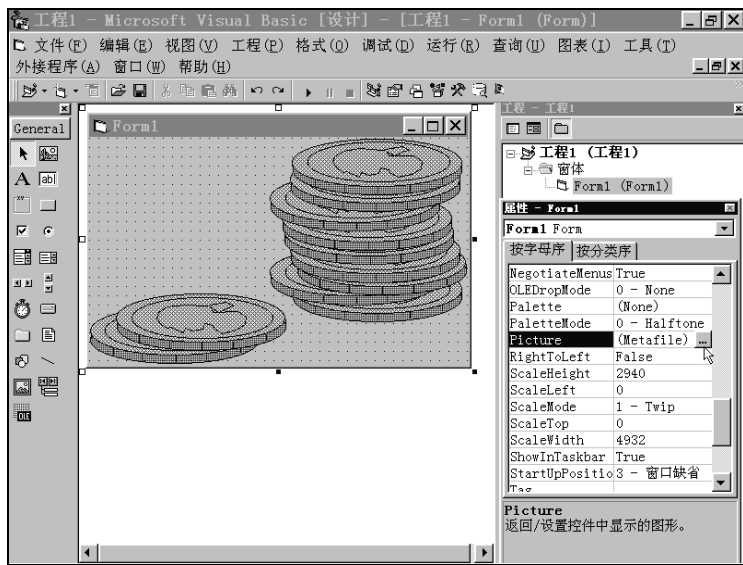 工程1 - Microsoft Visual Basic [设计] - [工程1 - Form1 (Form)]
文件(F) 编辑(E) 视图(V) 工程(P) 格式(O) 调试(D) 运行(R) 查询(U) 图表(I) 工具(T)
外接程序(A) 窗口(W) 帮助(H)
General
A
ab
XY
OLE
Form1
工程 - 工程1
工程1 (工程1)
窗体
Form1 (Form1)
属性 - Form1
Form1 Form
按字母序 按分类序
NegotiateMenus True
OLEDropMode 0 - None
Palette (None)
PaletteMode 0 - Halftone
Picture (Metafile) ...
RightToLeft False
ScaleHeight 2940
ScaleLeft 0
ScaleMode 1 - Twip
ScaleTop 0
ScaleWidth 4932
ShowInTaskbar True
StartUpPositio 3 - 窗口缺省
Tag
Picture
返回/设置控件中显示的图形。